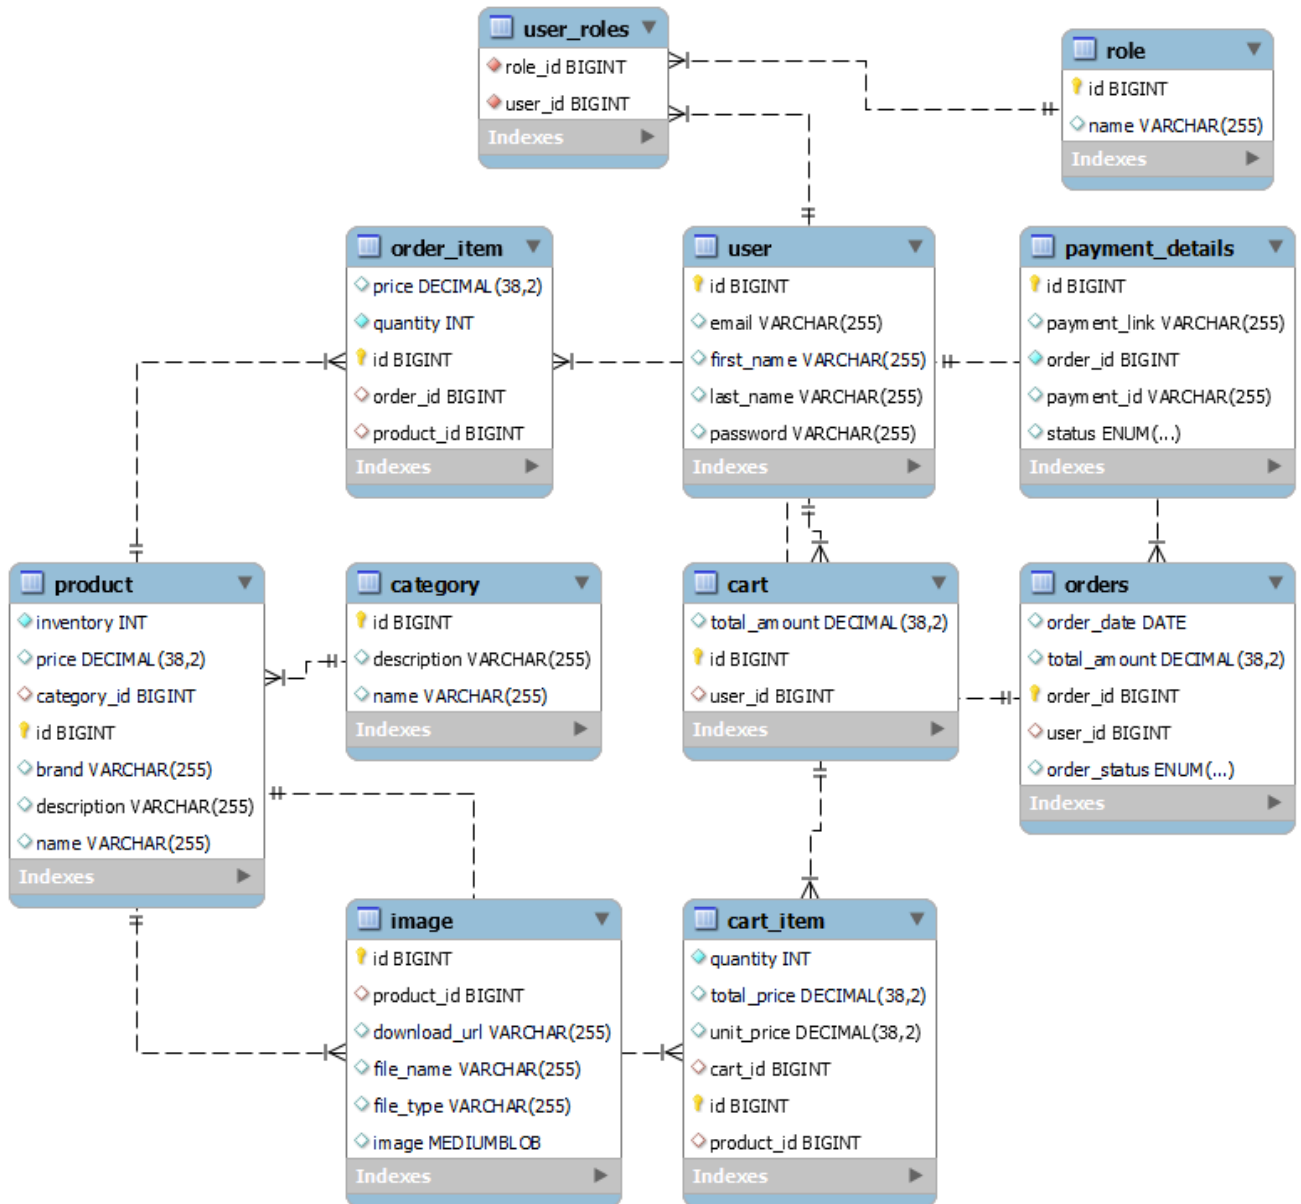 user_roles
role_id BIGINT
user_id BIGINT
Indexes
role
id BIGINT
name VARCHAR(255)
Indexes
order_item
price DECIMAL(38,2)
quantity INT
id BIGINT
order_id BIGINT
product_id BIGINT
Indexes
user
id BIGINT
email VARCHAR(255)
first_name VARCHAR(255)
last_name VARCHAR(255)
password VARCHAR(255)
Indexes
payment_details
id BIGINT
payment_link VARCHAR(255)
order_id BIGINT
payment_id VARCHAR(255)
status ENUM(...)
Indexes
product
inventory INT
price DECIMAL(38,2)
category_id BIGINT
id BIGINT
brand VARCHAR(255)
description VARCHAR(255)
name VARCHAR(255)
Indexes
category
id BIGINT
description VARCHAR(255)
name VARCHAR(255)
Indexes
cart
total_amount DECIMAL(38,2)
id BIGINT
user_id BIGINT
Indexes
orders
order_date DATE
total_amount DECIMAL(38,2)
order_id BIGINT
user_id BIGINT
order_status ENUM(...)
Indexes
image
id BIGINT
product_id BIGINT
download_url VARCHAR(255)
file_name VARCHAR(255)
file_type VARCHAR(255)
image MEDIUMBLOB
Indexes
cart_item
quantity INT
total_price DECIMAL(38,2)
unit_price DECIMAL(38,2)
cart_id BIGINT
id BIGINT
product_id BIGINT
Indexes